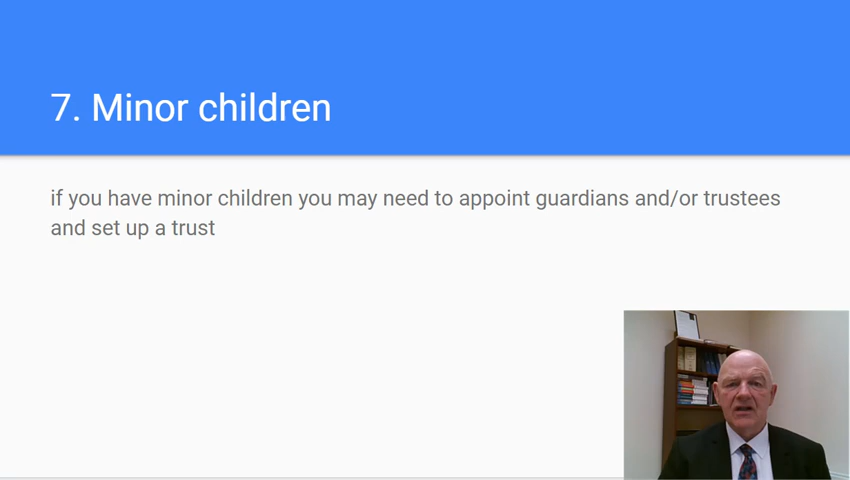 7. Minor children
if you have minor children you may need to appoint guardians and/or trustees
and set up a trust